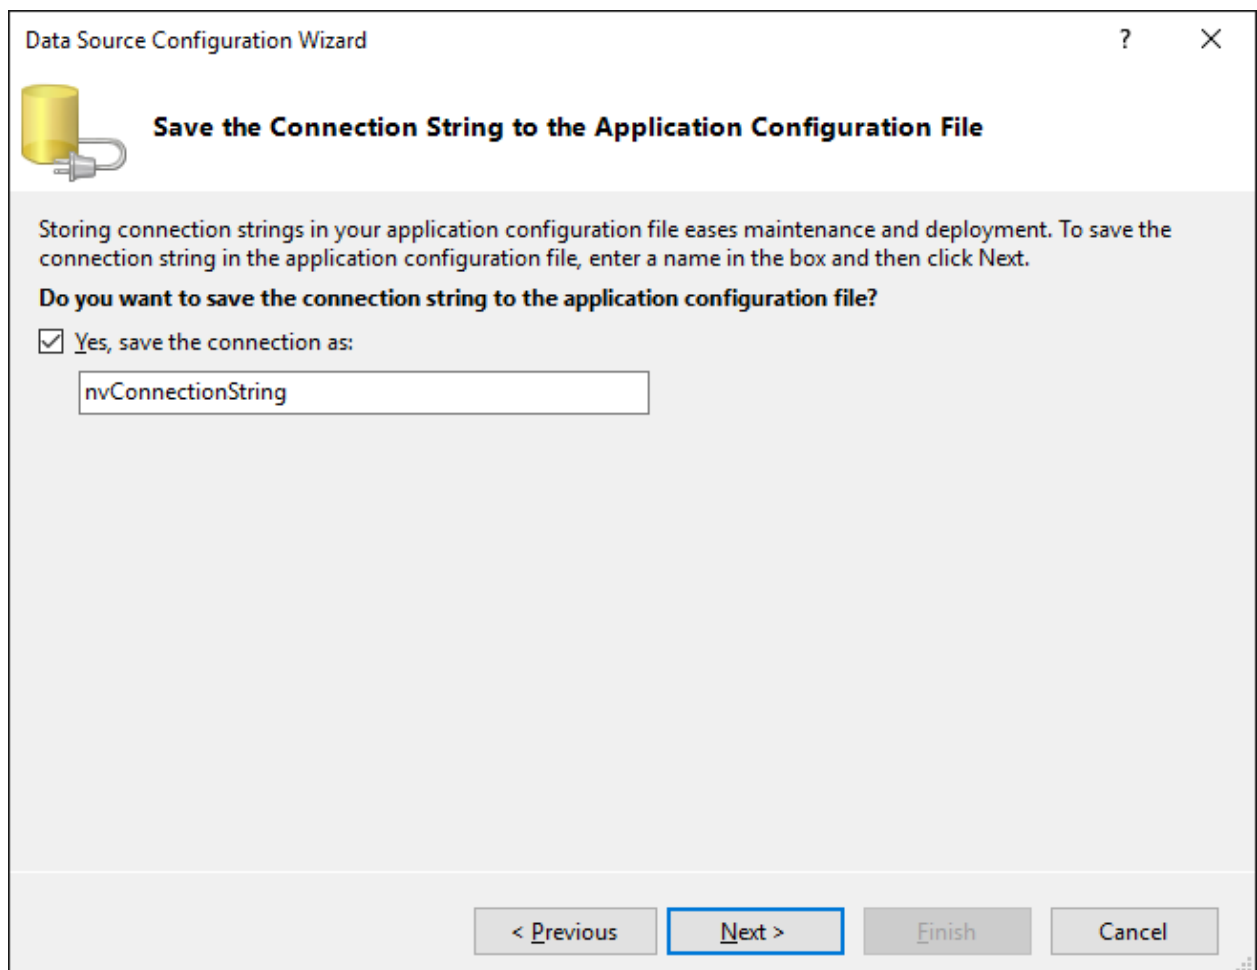 Data Source Configuration Wizard
?
Save the Connection String to the Application Configuration File
Storing connection strings in your application configuration file eases maintenance and deployment. To save the
connection string in the application configuration file, enter a name in the box and then click Next.
Do you want to save the connection string to the application configuration file?
Yes, save the connection as:
nvConnectionString
< Previous
Next >
Finish
Cancel